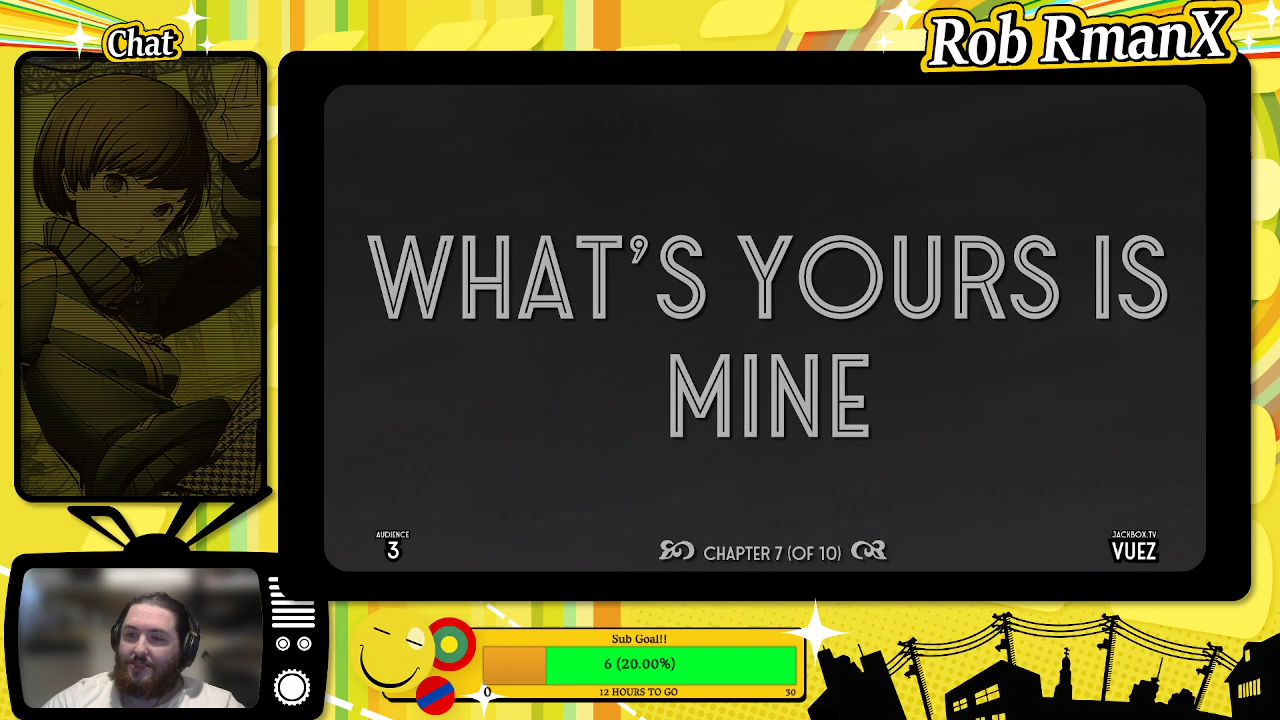 Chat
Rob RmanX
WHAT'S YOURS IS
MINE
AUDIENCE
3
CHAPTER 7 (OF 10)
JACKBOX.TV
VUEZ
Sub Goal!!
6 (20.00%)
0
12 HOURS TO GO
30